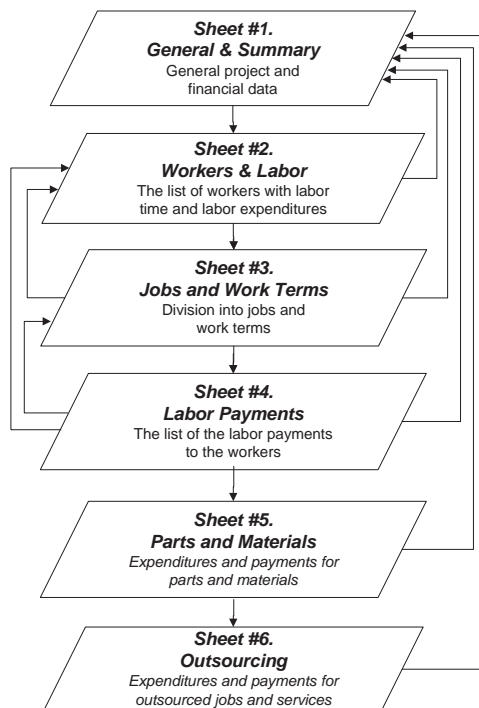 Sheet #1.
General & Summary
General project and
financial data
Sheet #2.
Workers & Labor
The list of workers with labor
time and labor expenditures
Sheet #3.
Jobs and Work Terms
Division into jobs and
work terms
Sheet #4.
Labor Payments
The list of the labor payments
to the workers
Sheet #5.
Parts and Materials
Expenditures and payments for
parts and materials
Sheet #6.
Outsourcing
Expenditures and payments for
outsourced jobs and services